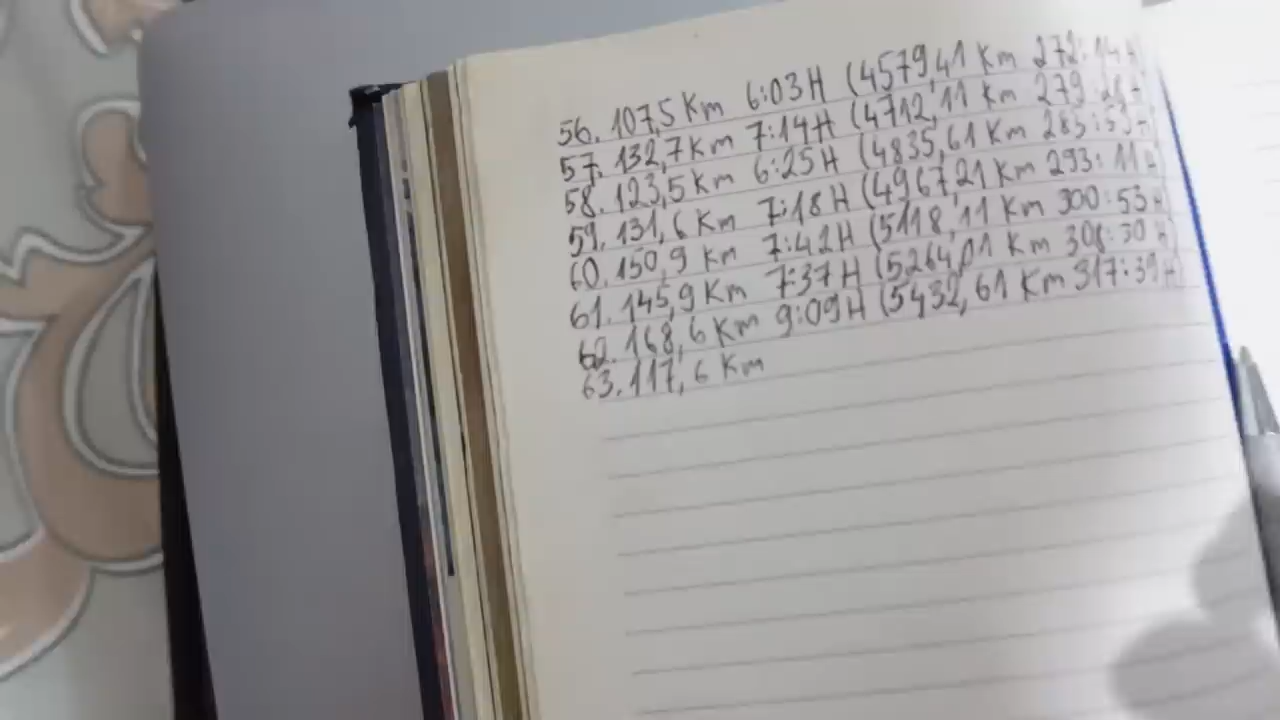 56. 107,5 Km 6:03 H (4579,41 Km 272:14 H
57. 132,7 Km 7:14 H (4712,11 Km 279:28 H
58. 123,5 Km 6:25 H (4835,61 Km 285:53 H
59. 131,6 Km 7:18 H (4967,21 Km 293:11 H
60. 150,9 Km 7:42 H (5118,11 Km 300:53 H
61. 145,9 Km 7:37 H (5264,01 Km 308:30 H
62. 168,6 Km 9:09 H (5432,61 Km 317:39 H
63. 117,6 Km